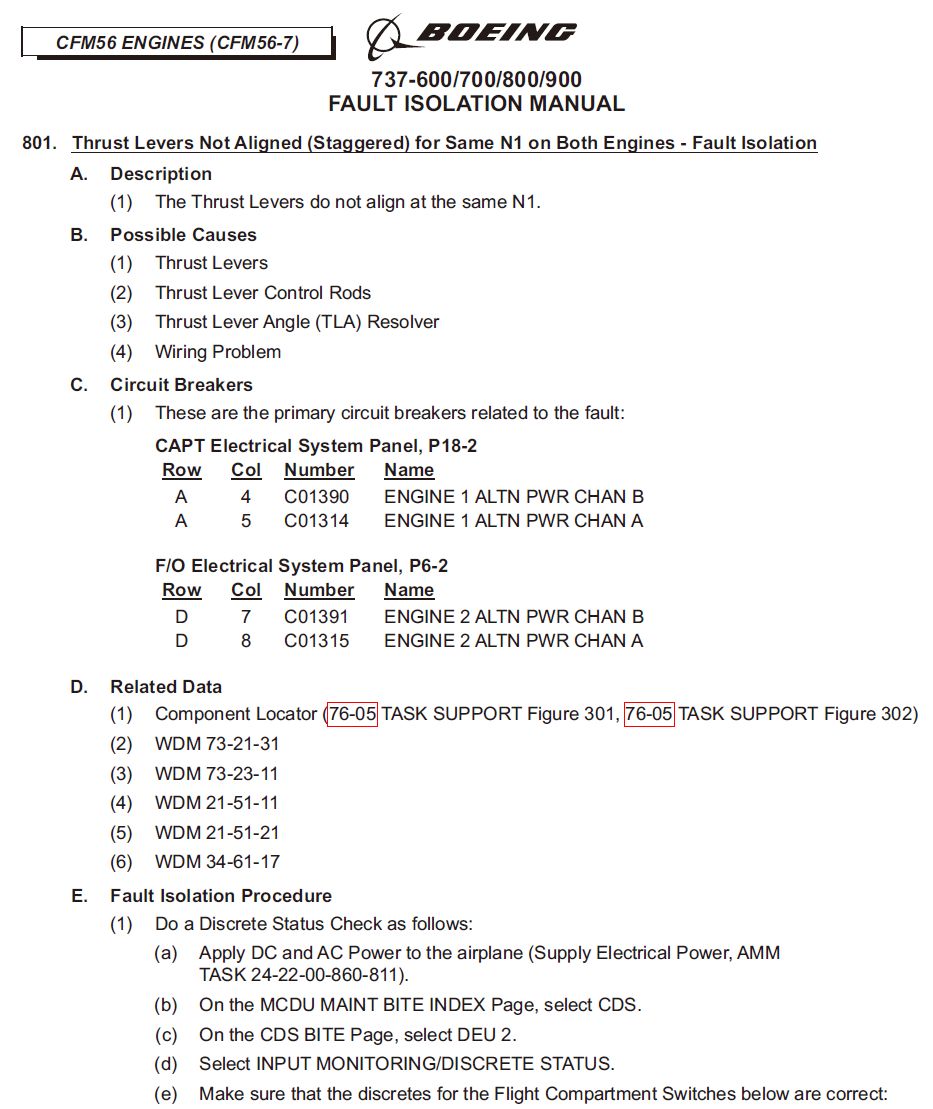 CFM56 ENGINES (CFM56-7)
BOEING
737-600/700/800/900
FAULT ISOLATION MANUAL
801. Thrust Levers Not Aligned (Staggered) for Same N1 on Both Engines - Fault Isolation
A. Description
(1) The Thrust Levers do not align at the same N1.
B. Possible Causes
(1) Thrust Levers
(2) Thrust Lever Control Rods
(3) Thrust Lever Angle (TLA) Resolver
(4) Wiring Problem
C. Circuit Breakers
(1) These are the primary circuit breakers related to the fault:
CAPT Electrical System Panel, P18-2
Row Col Number Name
A 4 C01390 ENGINE 1 ALTN PWR CHAN B
A 5 C01314 ENGINE 1 ALTN PWR CHAN A
F/O Electrical System Panel, P6-2
Row Col Number Name
D 7 C01391 ENGINE 2 ALTN PWR CHAN B
D 8 C01315 ENGINE 2 ALTN PWR CHAN A
D. Related Data
(1) Component Locator (76-05 TASK SUPPORT Figure 301, 76-05 TASK SUPPORT Figure 302)
(2) WDM 73-21-31
(3) WDM 73-23-11
(4) WDM 21-51-11
(5) WDM 21-51-21
(6) WDM 34-61-17
E. Fault Isolation Procedure
(1) Do a Discrete Status Check as follows:
(a) Apply DC and AC Power to the airplane (Supply Electrical Power, AMM
TASK 24-22-00-860-811).
(b) On the MCDU MAINT BITE INDEX Page, select CDS.
(c) On the CDS BITE Page, select DEU 2.
(d) Select INPUT MONITORING/DISCRETE STATUS.
(e) Make sure that the discretes for the Flight Compartment Switches below are correct: